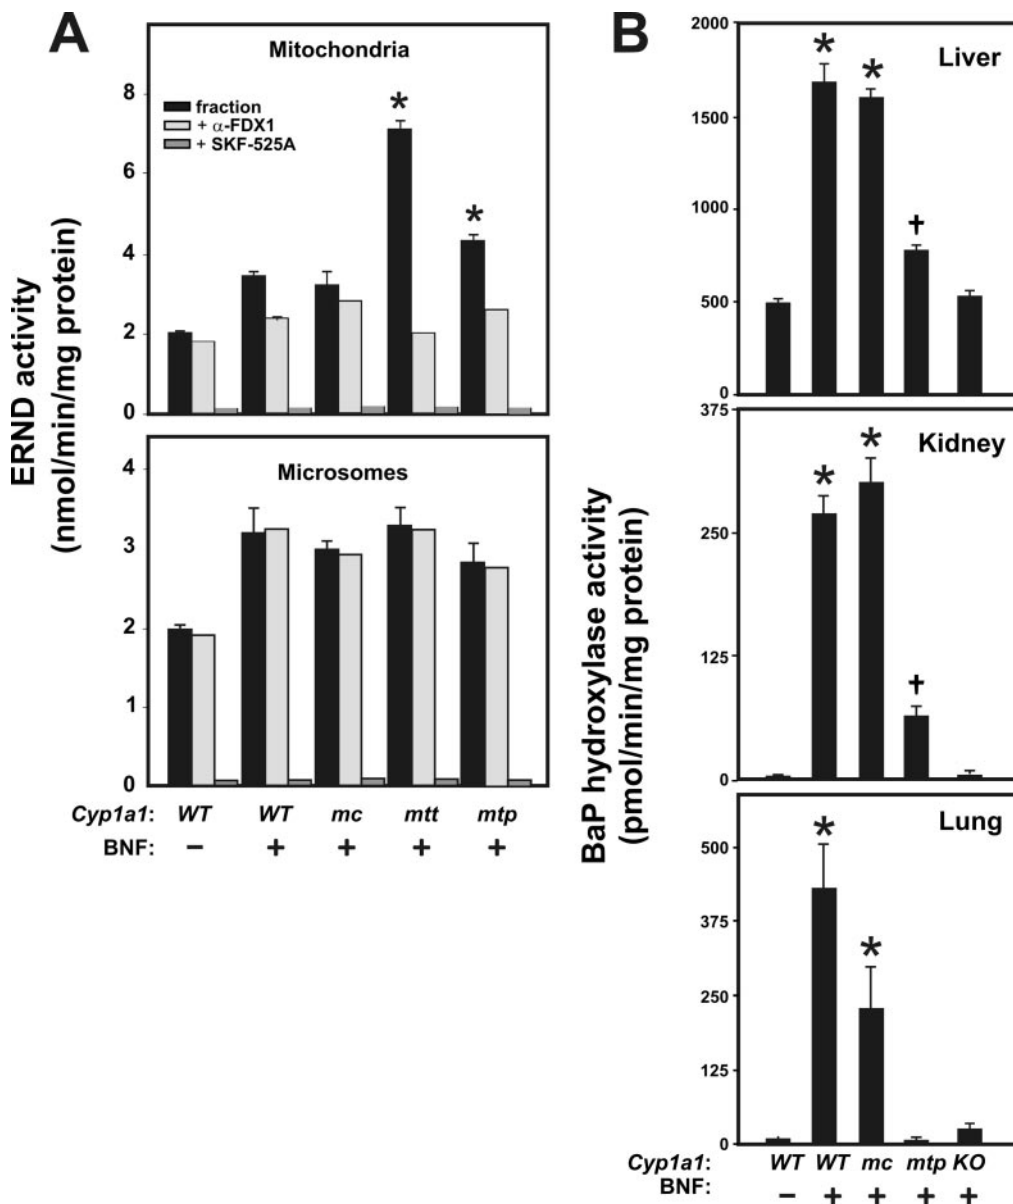 A
Mitochondria
8
6
4
2
0
fraction
+ α-FDX1
+ SKF-525A
*
*
ERND activity
(nmol/min/mg protein)
Microsomes
4
3
2
1
0
Cyp1a1: WT WT mc mtt mtp
BNF: − + + + +
B
Liver
2000
1500
1000
500
0
* * †
Kidney
375
250
125
0
* * †
BaP hydroxylase activity
(pmol/min/mg protein)
Lung
500
375
250
125
0
* *
Cyp1a1: WT WT mc mtp KO
BNF: − + + + +